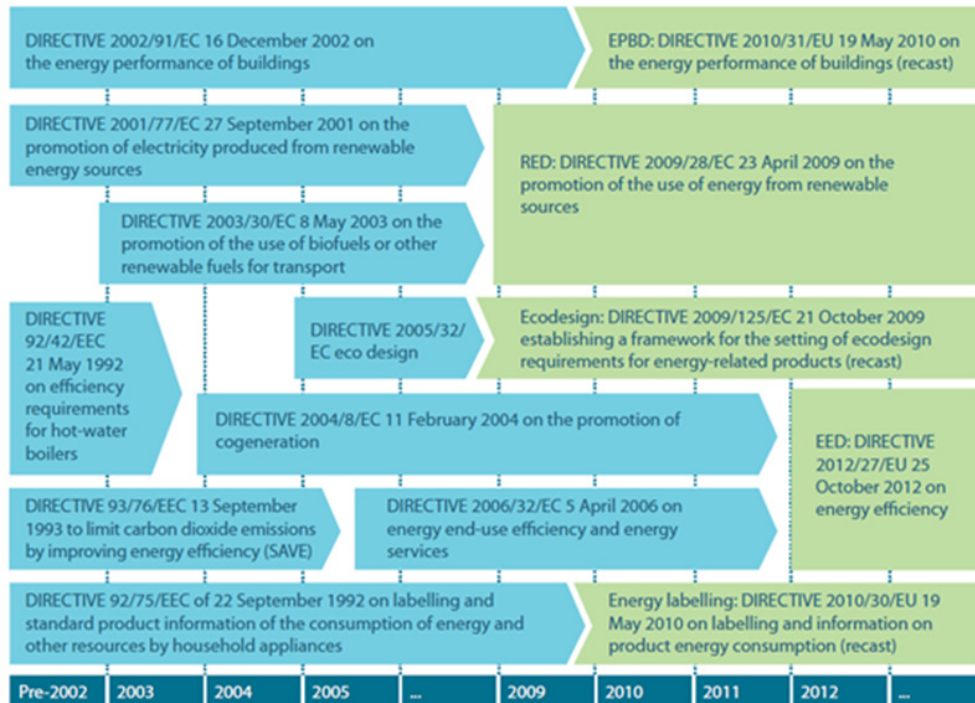 DIRECTIVE 2002/91/EC 16 December 2002 on
the energy performance of buildings
EPBD: DIRECTIVE 2010/31/EU 19 May 2010 on
the energy performance of buildings (recast)
DIRECTIVE 2001/77/EC 27 September 2001 on the
promotion of electricity produced from renewable
energy sources
RED: DIRECTIVE 2009/28/EC 23 April 2009 on the
promotion of the use of energy from renewable
sources
DIRECTIVE 2003/30/EC 8 May 2003 on the
promotion of the use of biofuels or other
renewable fuels for transport
DIRECTIVE
92/42/EEC
21 May 1992
on efficiency
requirements
for hot-water
boilers
DIRECTIVE 2005/32/
EC eco design
Ecodesign: DIRECTIVE 2009/125/EC 21 October 2009
establishing a framework for the setting of ecodesign
requirements for energy-related products (recast)
DIRECTIVE 2004/8/EC 11 February 2004 on the promotion of
cogeneration
EED: DIRECTIVE
2012/27/EU 25
October 2012 on
energy efficiency
DIRECTIVE 93/76/EEC 13 September
1993 to limit carbon dioxide emissions
by improving energy efficiency (SAVE)
DIRECTIVE 2006/32/EC 5 April 2006 on
energy end-use efficiency and energy
services
DIRECTIVE 92/75/EEC of 22 September 1992 on labelling and
standard product information of the consumption of energy and
other resources by household appliances
Energy labelling: DIRECTIVE 2010/30/EU 19
May 2010 on labelling and information on
product energy consumption (recast)
Pre-2002 2003 2004 2005 ... 2009 2010 2011 2012 ...